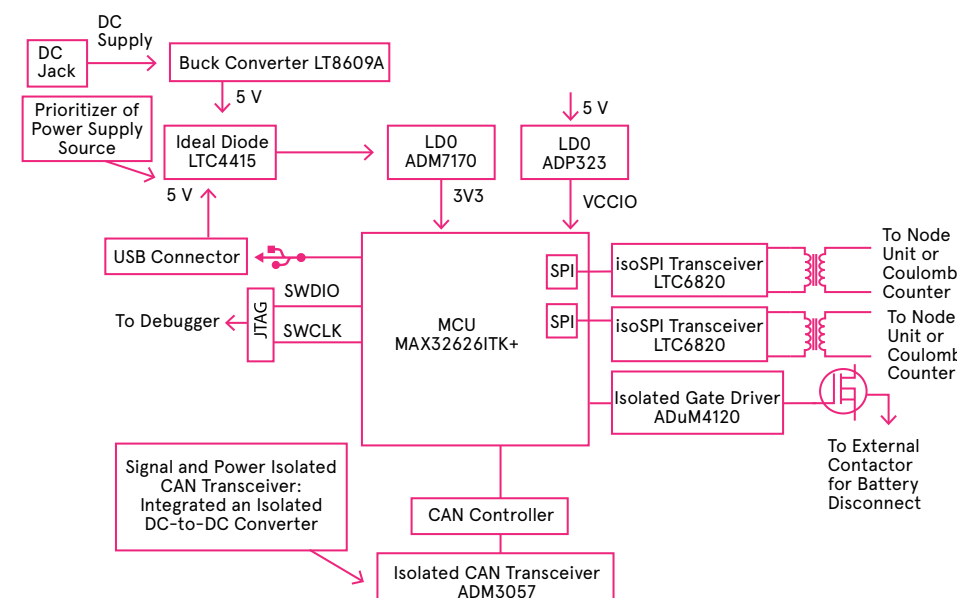 DC
Supply
DC
Jack
Buck Converter LT8609A
5 V
5 V
Prioritizer of
Power Supply
Source
Ideal Diode
LTC4415
LD0
ADM7170
LD0
ADP323
5 V
3V3
VCCIO
USB Connector
SPI
isoSPI Transceiver
LTC6820
To Node
Unit or
Coulomb
Counter
JTAG
SWDIO
To Debugger
SWCLK
MCU
MAX32626ITK+
SPI
isoSPI Transceiver
LTC6820
To Node
Unit or
Coulomb
Counter
Isolated Gate Driver
ADuM4120
To External
Contactor
for Battery
Disconnect
Signal and Power Isolated
CAN Transceiver:
Integrated an Isolated
DC-to-DC Converter
CAN Controller
Isolated CAN Transceiver
ADM3057